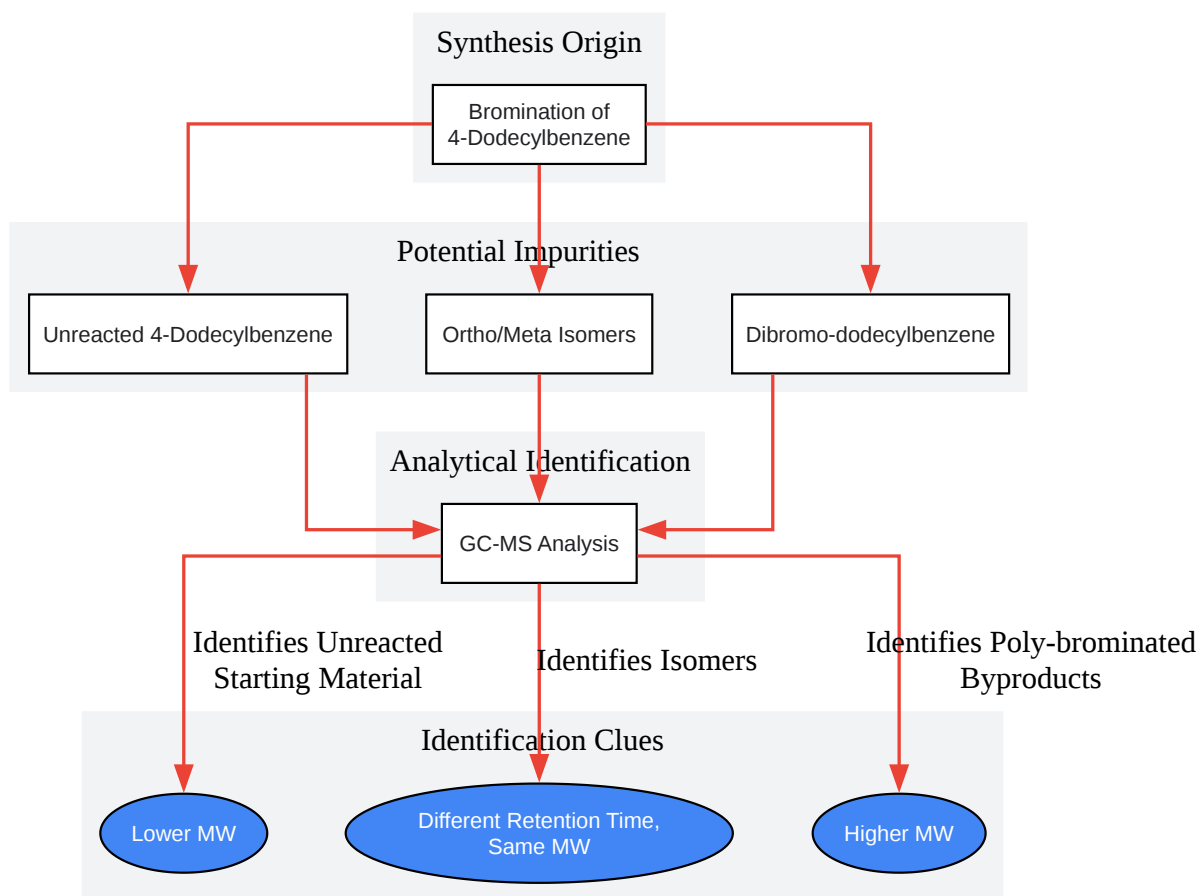 Synthesis Origin
Bromination of
4-Dodecylbenzene
Potential Impurities
Unreacted 4-Dodecylbenzene
Ortho/Meta Isomers
Dibromo-dodecylbenzene
Analytical Identification
GC-MS Analysis
Identifies Unreacted
Starting Material
Identifies Isomers
Identifies Poly-brominated
Byproducts
Identification Clues
Lower MW
Different Retention Time,
Same MW
Higher MW